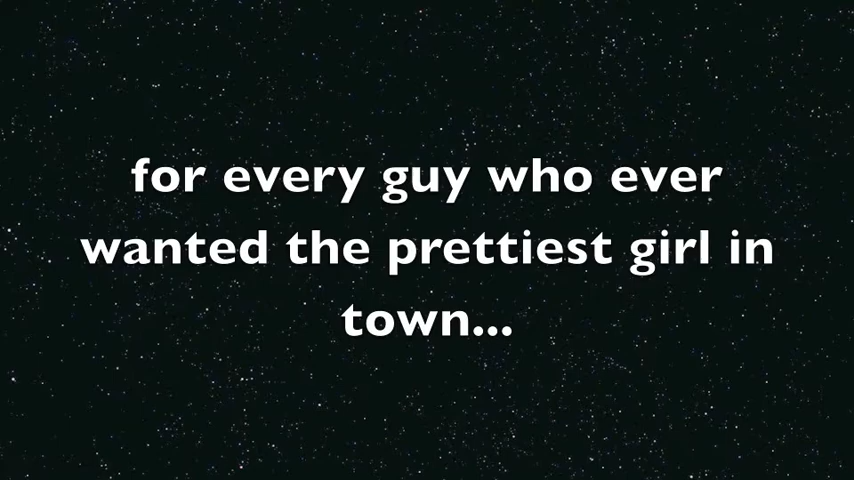 for every guy who ever
wanted the prettiest girl in
town...